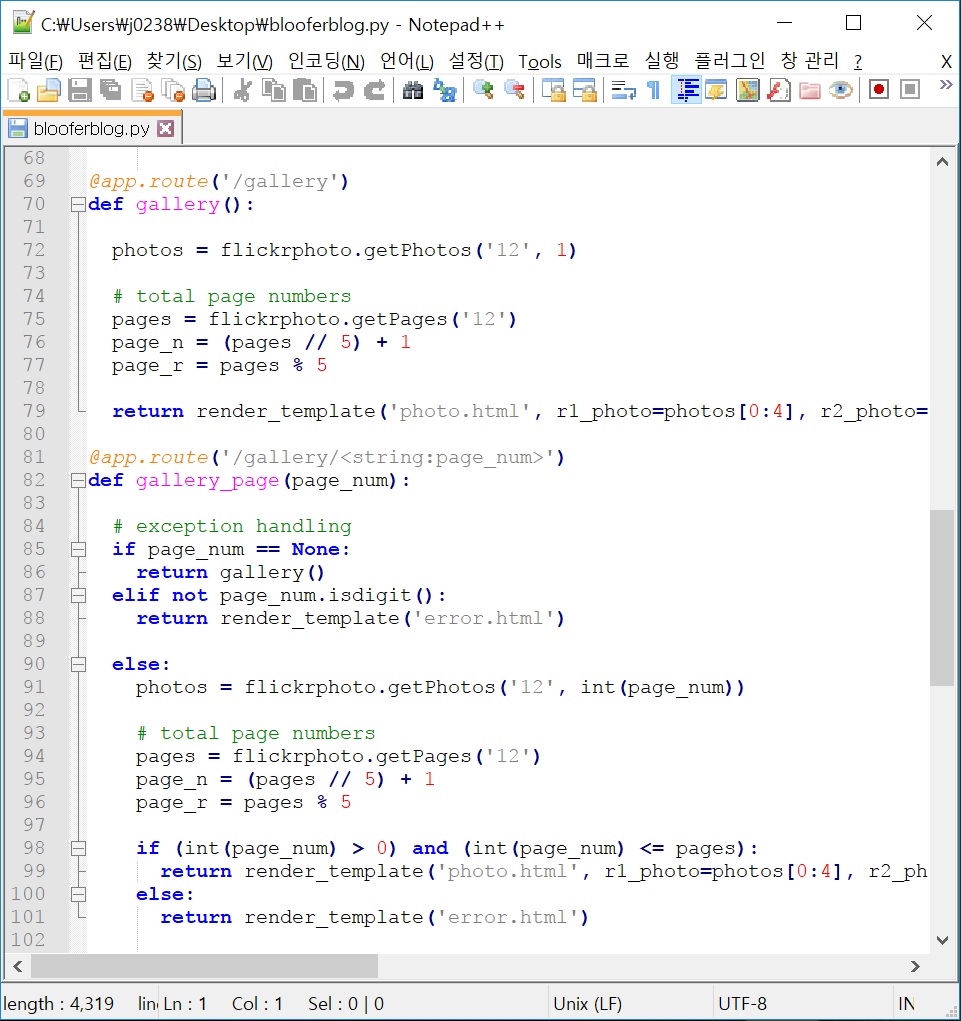 C:₩Users₩j0238₩Desktop₩blooferblog.py - Notepad++
파일(F) 편집(E) 찾기(S) 보기(V) 인코딩(N) 언어(L) 설정(T) Tools 매크로 실행 플러그인 창 관리 ? X
blooferblog.py
68
69 @app.route('/gallery')
70 def gallery():
71
72 photos = flickrphoto.getPhotos('12', 1)
73
74 # total page numbers
75 pages = flickrphoto.getPages('12')
76 page_n = (pages // 5) + 1
77 page_r = pages % 5
78
79 return render_template('photo.html', r1_photo=photos[0:4], r2_photo=
80
81 @app.route('/gallery/<string:page_num>')
82 def gallery_page(page_num):
83
84 # exception handling
85 if page_num == None:
86 return gallery()
87 elif not page_num.isdigit():
88 return render_template('error.html')
89
90 else:
91 photos = flickrphoto.getPhotos('12', int(page_num))
92
93 # total page numbers
94 pages = flickrphoto.getPages('12')
95 page_n = (pages // 5) + 1
96 page_r = pages % 5
97
98 if (int(page_num) > 0) and (int(page_num) <= pages):
99 return render_template('photo.html', r1_photo=photos[0:4], r2_ph
100 else:
101 return render_template('error.html')
102
length : 4,319 line Ln : 1 Col : 1 Sel : 0 | 0 Unix (LF) UTF-8 IN